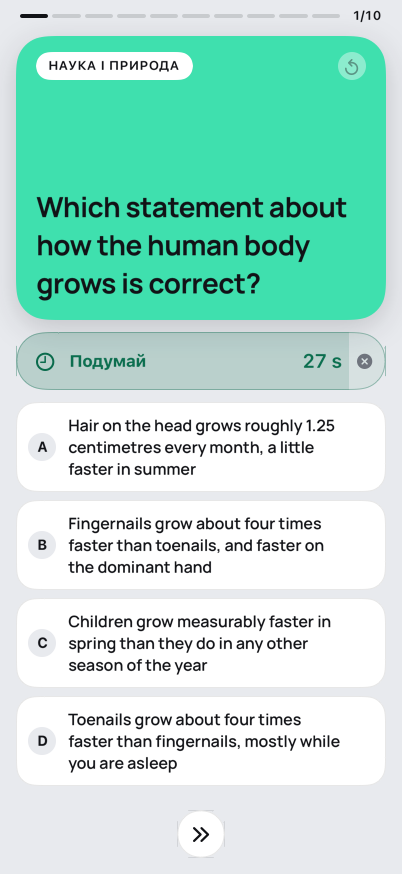 1/10
НАУКА І ПРИРОДА
Which statement about
how the human body
grows is correct?
Подумай
27 s
A
Hair on the head grows roughly 1.25
centimetres every month, a little
faster in summer
B
Fingernails grow about four times
faster than toenails, and faster on
the dominant hand
C
Children grow measurably faster in
spring than they do in any other
season of the year
D
Toenails grow about four times
faster than fingernails, mostly while
you are asleep